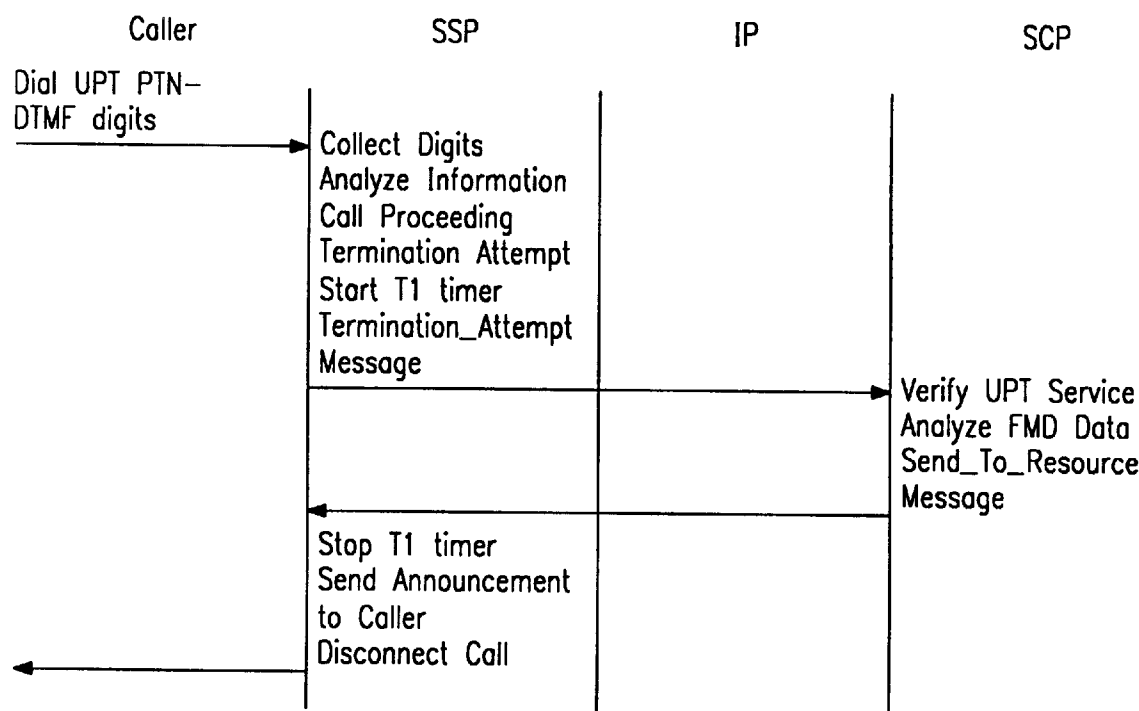 Caller SSP IP SCP
Dial UPT PTN-
DTMF digits
Collect Digits
Analyze Information
Call Proceeding
Termination Attempt
Start T1 timer
Termination_Attempt
Message
Verify UPT Service
Analyze FMD Data
Send_To_Resource
Message
Stop T1 timer
Send Announcement
to Caller
Disconnect Call